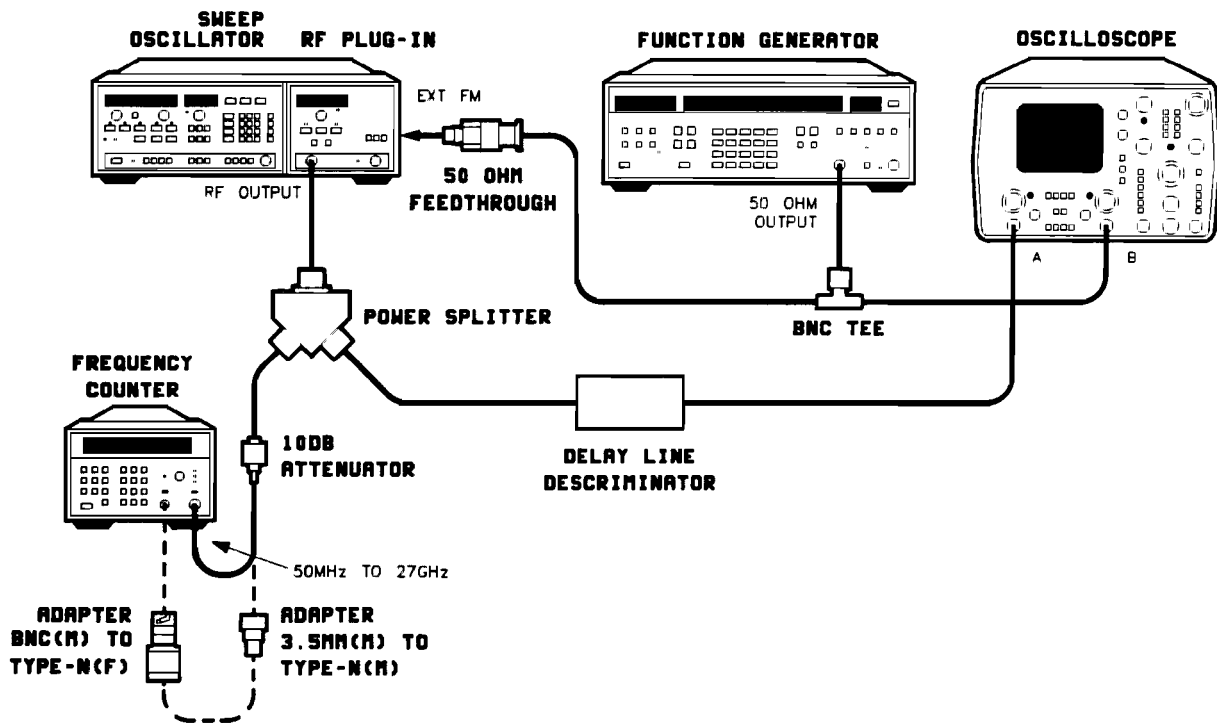 SWEEP
OSCILLATOR RF PLUG-IN
FUNCTION GENERATOR
OSCILLOSCOPE
EXT FM
50 OHM
FEEDTHROUGH
RF OUTPUT
50 OHM
OUTPUT
A
B
POWER SPLITTER
BNC TEE
FREQUENCY
COUNTER
10DB
ATTENUATOR
DELAY LINE
DESCRIMINATOR
50MHz TO 27GHz
ADAPTER
BNC(M) TO
TYPE-N(F)
ADAPTER
3.5MM(M) TO
TYPE-N(M)